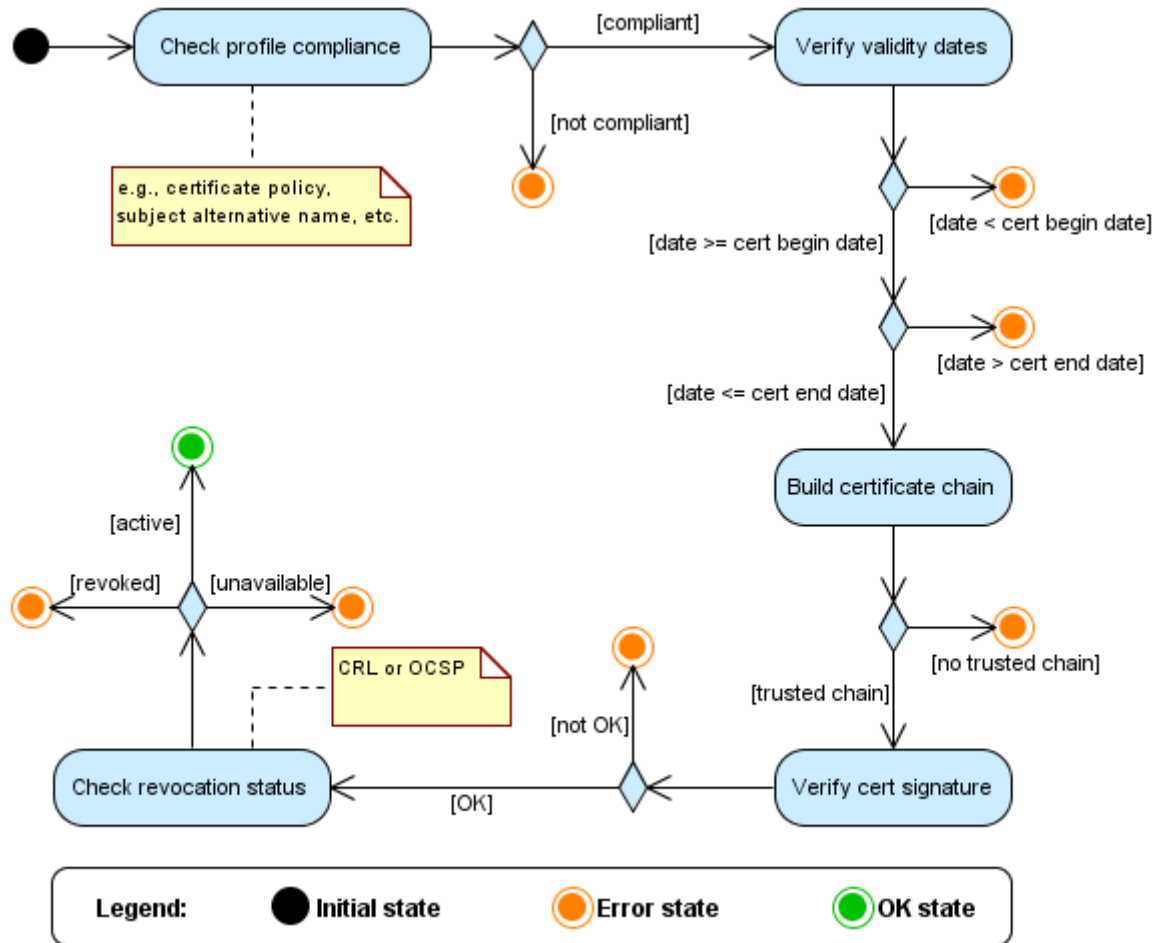 Check profile compliance
[compliant]
Verify validity dates
[not compliant]
e.g., certificate policy,
subject alternative name, etc.
[date < cert begin date]
[date >= cert begin date]
[date > cert end date]
[date <= cert end date]
Build certificate chain
[active]
[revoked]
[unavailable]
[no trusted chain]
[trusted chain]
CRL or OCSP
[not OK]
Check revocation status
[OK]
Verify cert signature
Legend:
Initial state
Error state
OK state